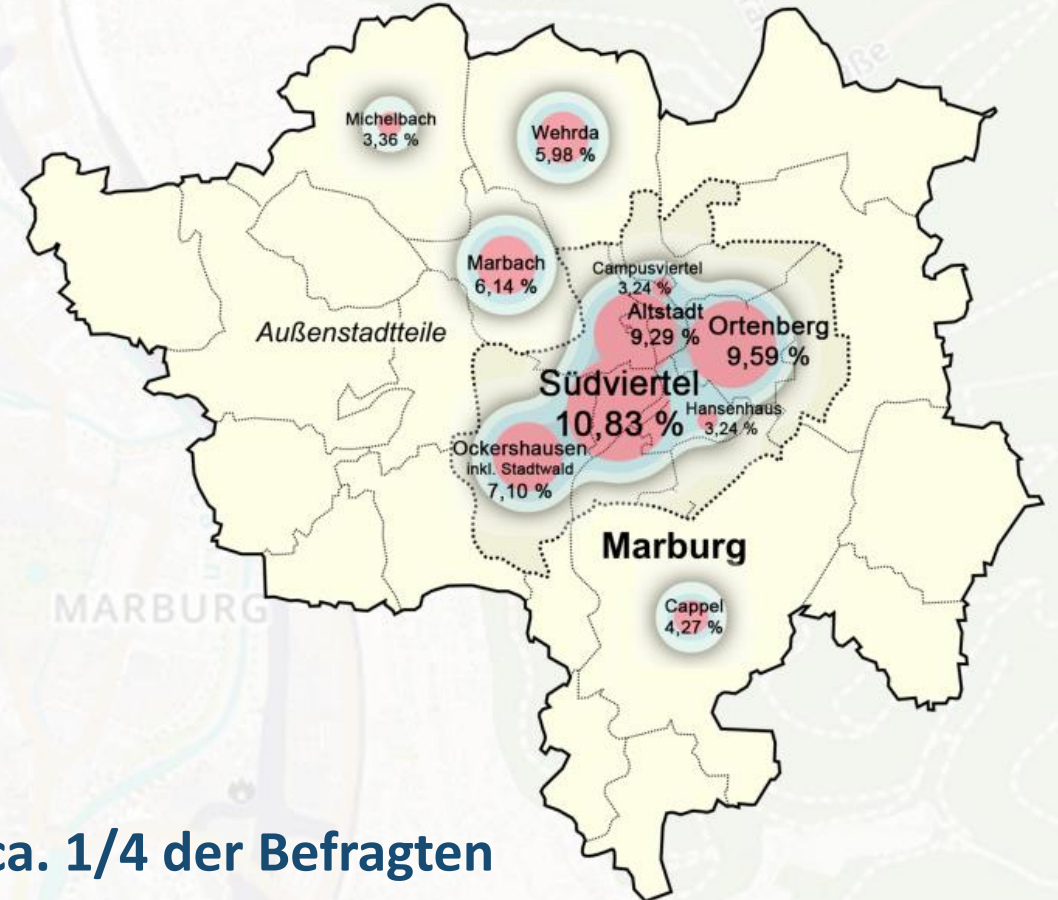 Michelbach
3,36 %
Wehrda
5,98 %
Marbach
6,14 %
Campusviertel
3,24 %
Altstadt
9,29 %
Ortenberg
9,59 %
Außenstadtteile
Südviertel
10,83 %
Hansenhaus
3,24 %
Ockershausen
inkl. Stadtwald
7,10 %
Marburg
MARBURG
Cappel
4,27 %
ca. 1/4 der Befragten